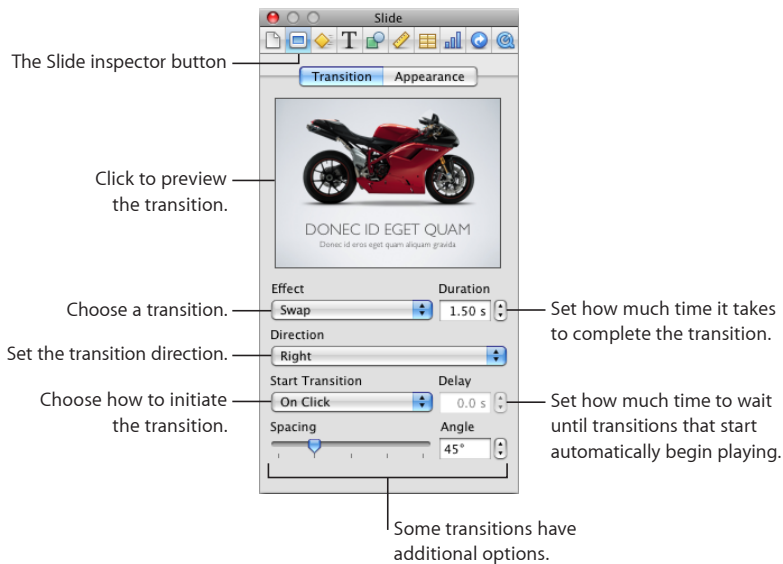 Slide
T
The Slide inspector button
Transition Appearance
Click to preview
the transition.
DONEC ID EGET QUAM
Donec id eros eget quam aliquam gravida
Effect Duration
Choose a transition. Swap 1.50 s Set how much time it takes
to complete the transition.
Direction
Set the transition direction. Right
Start Transition Delay
Choose how to initiate
the transition.
On Click 0.0 s Set how much time to wait
until transitions that start
automatically begin playing.
Spacing Angle
45°
Some transitions have
additional options.